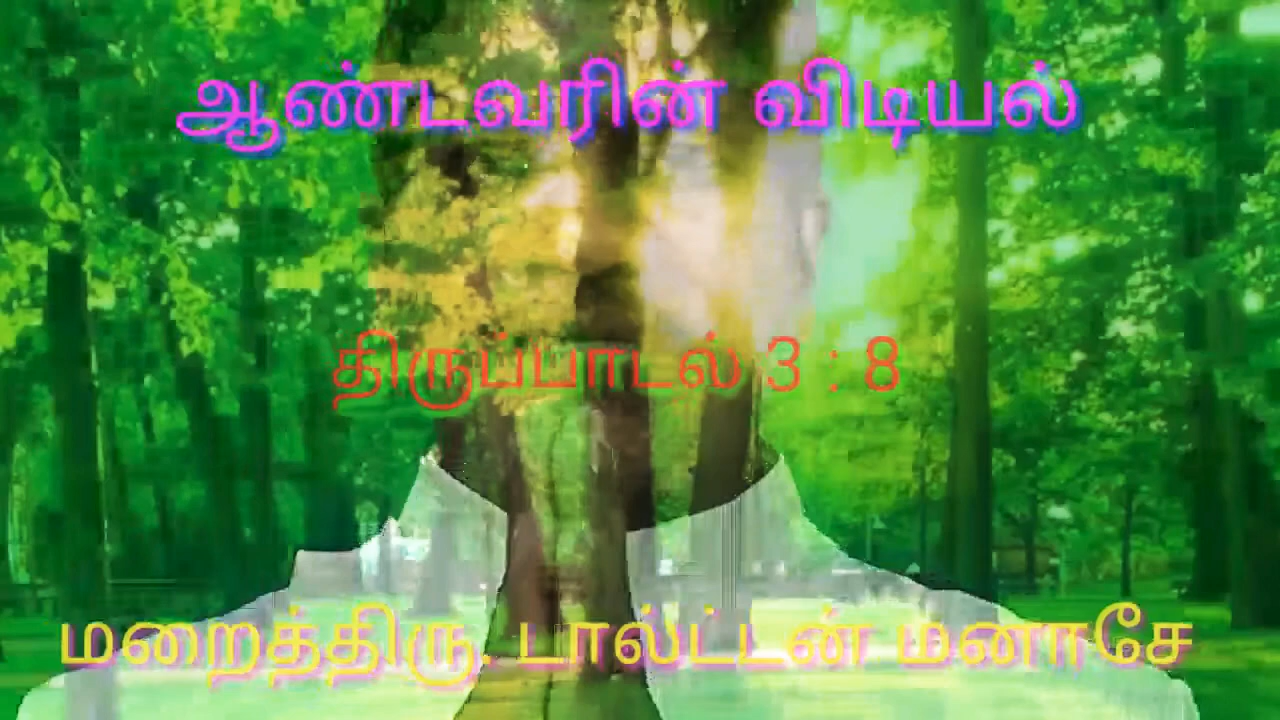 ஆண்டவரின் விடியல்
திருப்பாடல் 3 : 8
மறைத்திரு. டால்ட்டன் மனாசே